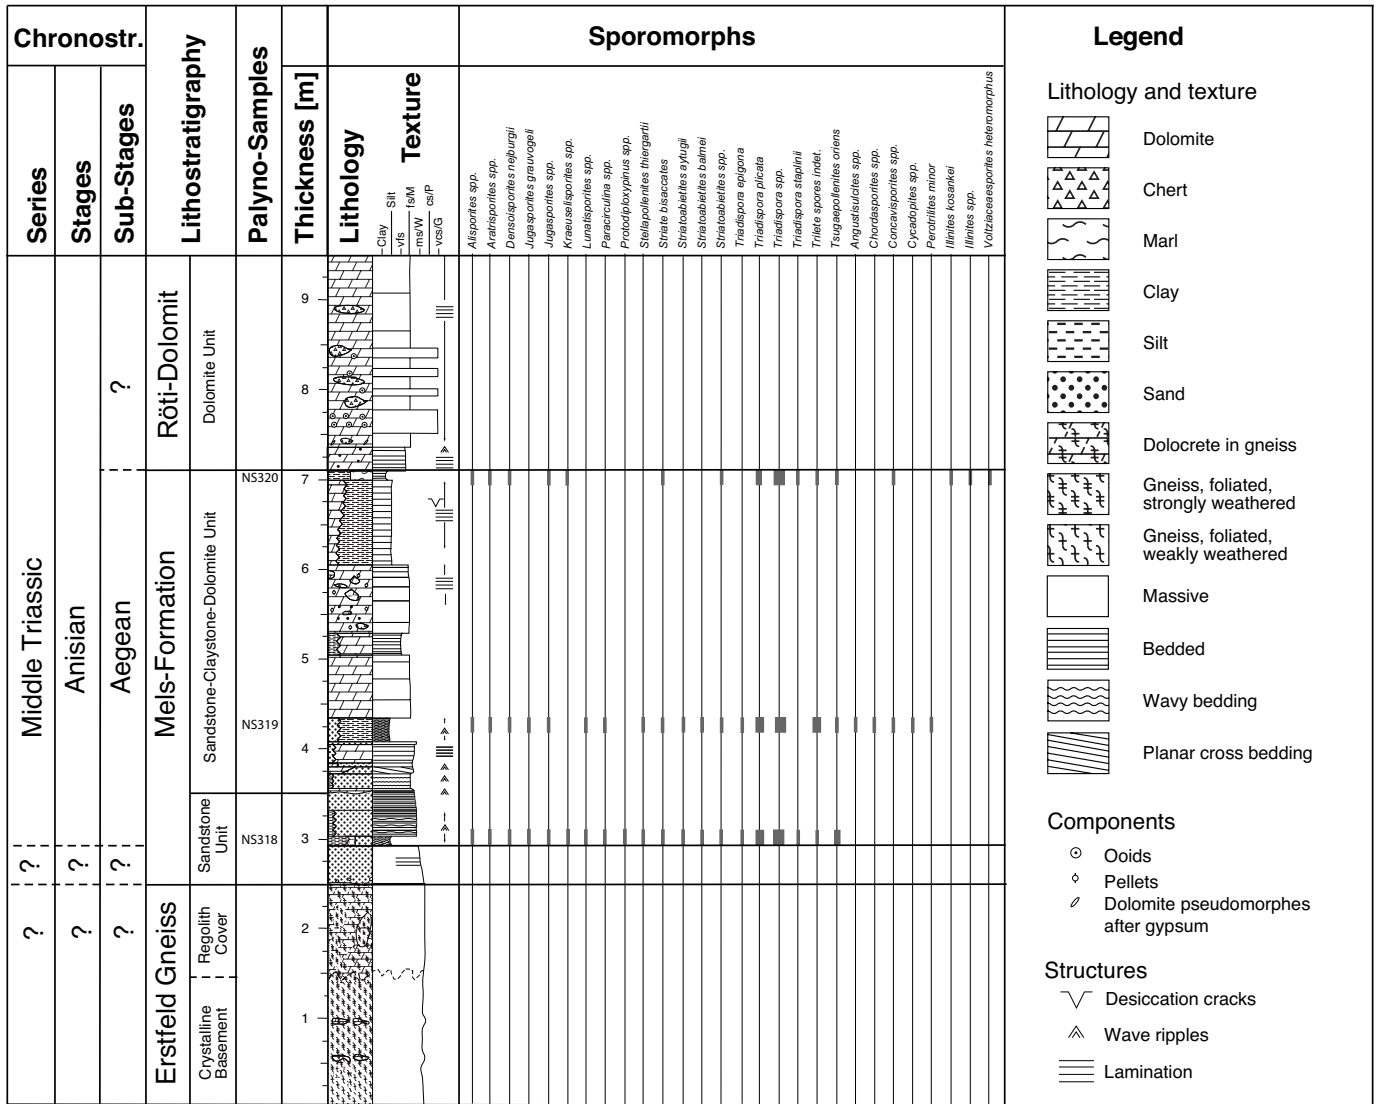 Chronostr.
Sporomorphs
Legend
Series
Stages
Sub-Stages
Lithostratigraphy
Palyno-Samples
Thickness [m]
Lithology
Texture
Clay
Silt
vfs
fs/M
ms/W
cs/P
vcs/G
Alisporites spp.
Aratrisporites spp.
Densoisporites nejburgii
Jugasporites grauvogeli
Jugasporites spp.
Kraeuselisporites spp.
Lunatisporites spp.
Paracirculina spp.
Protodiploxypinus spp.
Stellapollenites thiergartii
Striate bisaccates
Striatoabieites aytugii
Striatoabietites balmei
Striatoabietites spp.
Triadispora epigona
Triadispora plicata
Triadispora spp.
Triadispora staplinii
Trilete spores indet.
Tsugaepollenites oriens
Angustisulcites spp.
Chordasporites spp.
Concavisporites spp.
Cycadopites spp.
Perotrilites minor
Illinites kosankei
Illinites spp.
Voltziaceaesporites heteromorphus
Middle Triassic
?
?
Anisian
?
?
?
Aegean
?
?
Röti-Dolomit
Mels-Formation
Erstfeld Gneiss
Dolomite Unit
Sandstone-Claystone-Dolomite Unit
Sandstone
Unit
Regolith
Cover
Crystalline
Basement
NS320
NS319
NS318
9
8
7
6
5
4
3
2
1
Lithology and texture
Dolomite
Chert
Marl
Clay
Silt
Sand
Dolocrete in gneiss
Gneiss, foliated,
strongly weathered
Gneiss, foliated,
weakly weathered
Massive
Bedded
Wavy bedding
Planar cross bedding
Components
Ooids
Pellets
Dolomite pseudomorphes
after gypsum
Structures
Desiccation cracks
Wave ripples
Lamination